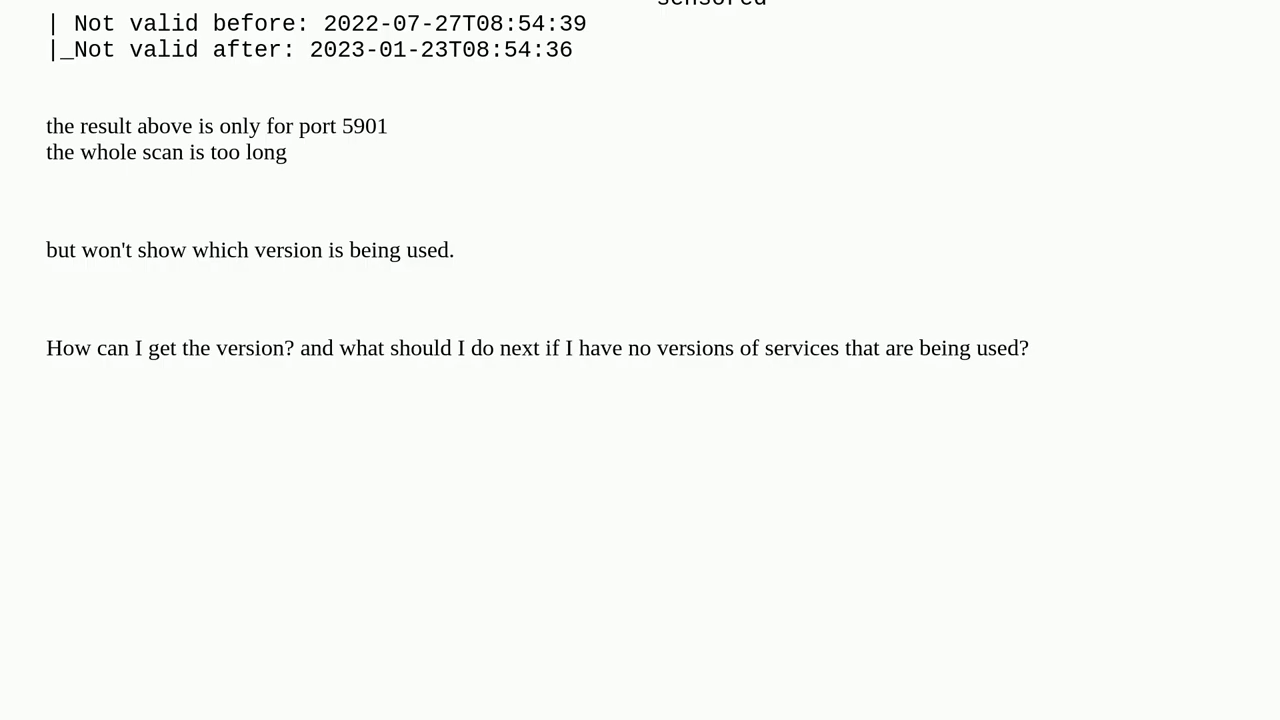 sensored
| Not valid before: 2022-07-27T08:54:39
|_Not valid after: 2023-01-23T08:54:36
the result above is only for port 5901
the whole scan is too long
but won't show which version is being used.
How can I get the version? and what should I do next if I have no versions of services that are being used?